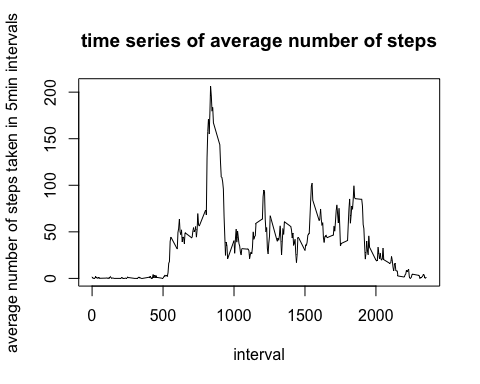 time series of average number of steps
average number of steps taken in 5min intervals
200
150
100
50
0
0 500 1000 1500 2000
interval